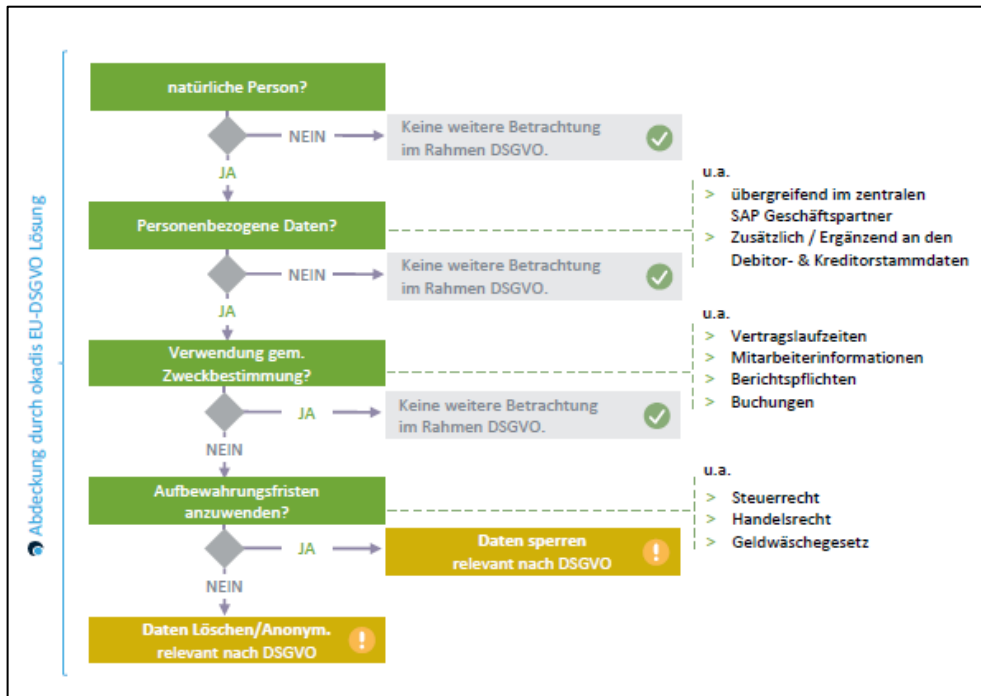 Abdeckung durch okadis EU-DSGVO Lösung
natürliche Person?
NEIN
Keine weitere Betrachtung
im Rahmen DSGVO.
JA
u.a.
> übergreifend im zentralen
SAP Geschäftspartner
> Zusätzlich / Ergänzend an den
Debitor- & Kreditorstammdaten
Personenbezogene Daten?
NEIN
Keine weitere Betrachtung
im Rahmen DSGVO.
JA
u.a.
> Vertragslaufzeiten
> Mitarbeiterinformationen
> Berichtspflichten
> Buchungen
Verwendung gem.
Zweckbestimmung?
JA
Keine weitere Betrachtung
im Rahmen DSGVO.
NEIN
u.a.
> Steuerrecht
> Handelsrecht
> Geldwäschegesetz
Aufbewahrungsfristen
anzuwenden?
JA
Daten sperren
relevant nach DSGVO
NEIN
Daten Löschen/Anonym.
relevant nach DSGVO